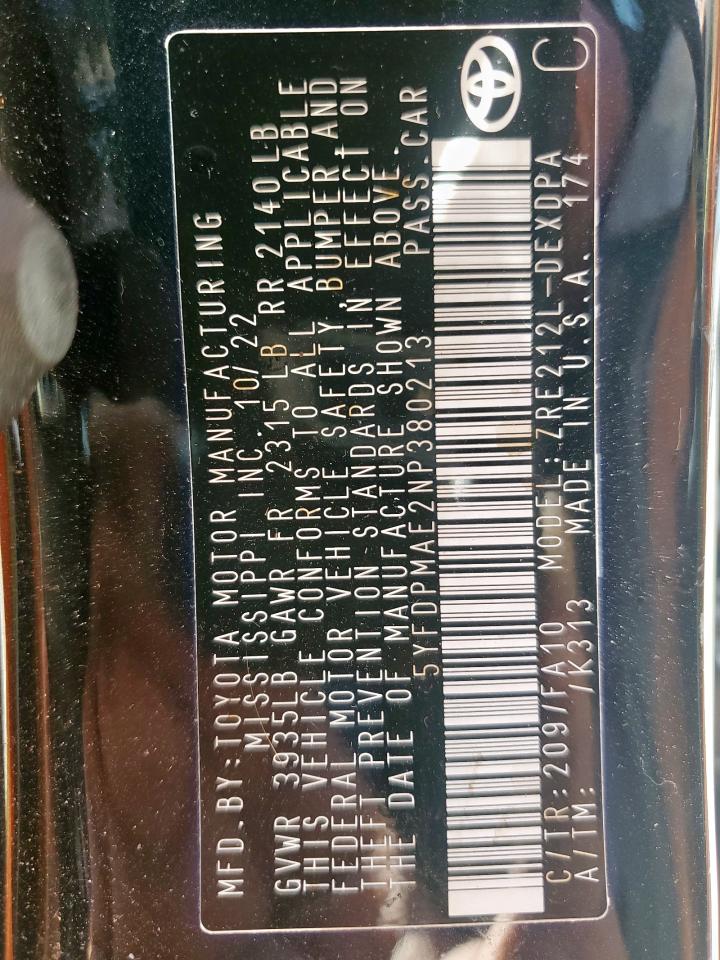 MFD.BY:TOYOTA MOTOR MANUFACTURING
MISSISSIPPI INC. 10/22
GVWR 3935LB GAWR FR 2315 LB RR 2140LB
THIS VEHICLE CONFORMS TO ALL APPLICABLE
FEDERAL MOTOR VEHICLE SAFETY, BUMPER AND
THEFT PREVENTION STANDARDS IN EFFECT ON
THE DATE OF MANUFACTURE SHOWN ABOVE.
5YFDPMAE2NP380213 PASS.CAR
C/TR:209/FA10 MODEL:ZRE212L-DEXDPA
A/TM: /K313 MADE IN U.S.A. 174
C